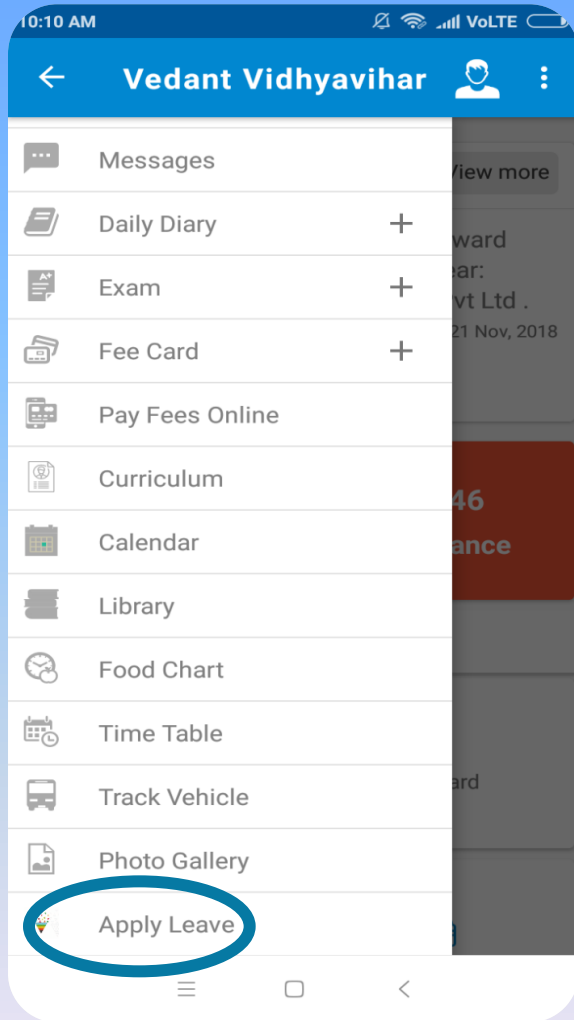 10:10 AM VoLTE
Vedant Vidhyavihar
Messages
View more
Daily Diary +
ward
ear:
Exam +
vt Ltd .
21 Nov, 2018
Fee Card +
Pay Fees Online
Curriculum
46
Calendar
ance
Library
Food Chart
Time Table
ard
Track Vehicle
Photo Gallery
Apply Leave